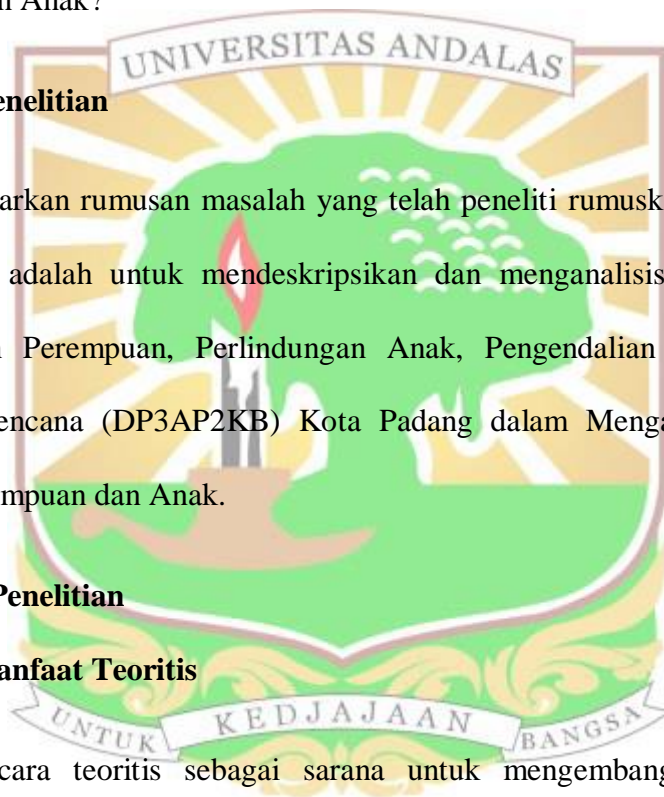 n Anak?
UNIVERSITAS ANDALAS
enelitian
arkan rumusan masalah yang telah peneliti rumusk
adalah untuk mendeskripsikan dan menganalisis
n Perempuan, Perlindungan Anak, Pengendalian
encana (DP3AP2KB) Kota Padang dalam Menga
mpuan dan Anak.
Penelitian
anfaat Teoritis
UNTUK KEDJAJAAN BANGSA
cara teoritis sebagai sarana untuk mengembang